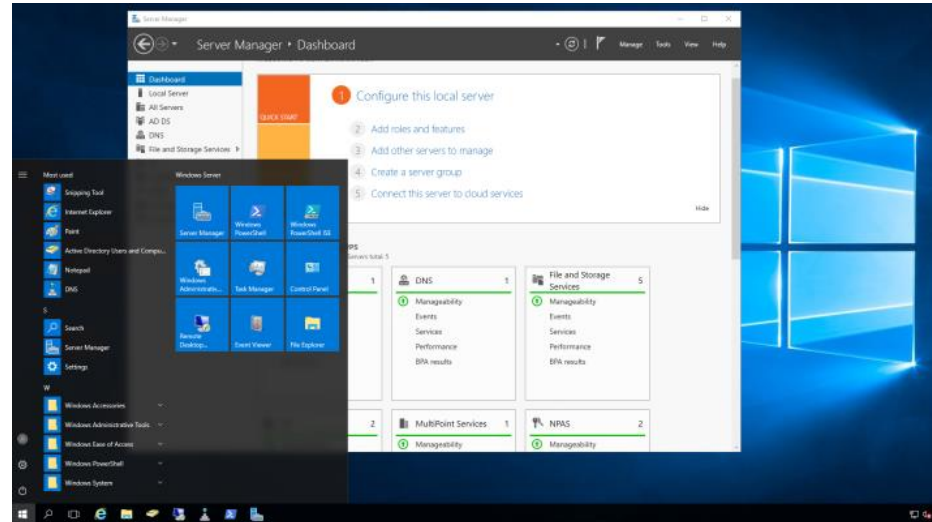 Server Manager
Server Manager • Dashboard
Manage Tools View Help
Dashboard
Local Server
All Servers
AD DS
DNS
File and Storage Services
QUICK START
1 Configure this local server
2 Add roles and features
3 Add other servers to manage
4 Create a server group
5 Connect this server to cloud services
Hide
Most used
Snipping Tool
Internet Explorer
Paint
Active Directory Users and Compu...
Notepad
DNS
S
Search
Server Manager
Settings
W
Windows Accessories
Windows Administrative Tools
Windows Ease of Access
Windows PowerShell
Windows System
Windows Server
Server Manager
Windows PowerShell
Windows PowerShell ISE
Windows Administrativ...
Task Manager
Control Panel
Remote Desktop...
Event Viewer
File Explorer
1
DNS 1
Manageability
Events
Services
Performance
BPA results
File and Storage Services 5
Manageability
Events
Services
Performance
BPA results
2
MultiPoint Services 1
Manageability
NPAS 2
Manageability